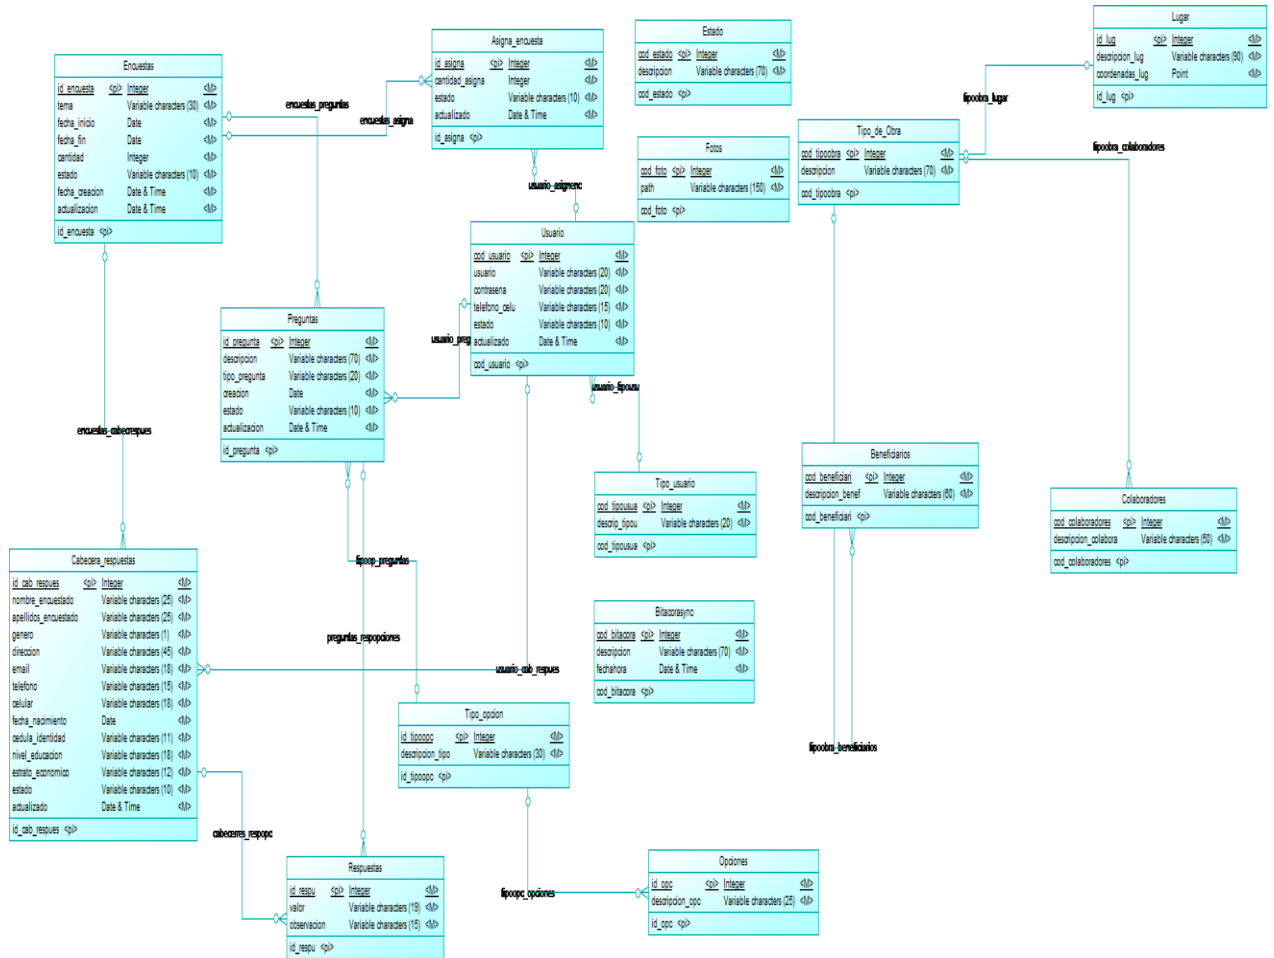 Encuestas
id_encuesta <pi> Integer <M>
tema Variable characters (30) <M>
fecha_inicio Date <M>
fecha_fin Date <M>
cantidad Integer <M>
estado Variable characters (10) <M>
fecha_creacion Date & Time <M>
actualizacion Date & Time <M>
id_encuesta <pi>
Asigna_encuesta
id_asigna <pi> Integer <M>
cantidad_asigna Integer <M>
estado Variable characters (10) <M>
actualizado Date & Time <M>
id_asigna <pi>
Estado
cod_estado <pi> Integer <M>
descripcion Variable characters (70) <M>
cod_estado <pi>
Lugar
id_lug <pi> Integer <M>
descripcion_lug Variable characters (90) <M>
coordenadas_lug Point <M>
id_lug <pi>
encuestas_preguntas
encuestas_asigna
tipoobra_lugar
tipoobra_colaboradores
Fotos
cod_foto <pi> Integer <M>
path Variable characters (150) <M>
cod_foto <pi>
Tipo_de_Obra
cod_tipoobra <pi> Integer <M>
descripcion Variable characters (70) <M>
cod_tipoobra <pi>
usuario_asignenc
Usuario
cod_usuario <pi> Integer <M>
usuario Variable characters (20) <M>
contrasena Variable characters (20) <M>
telefono_celu Variable characters (15) <M>
estado Variable characters (10) <M>
actualizado Date & Time <M>
cod_usuario <pi>
Preguntas
id_pregunta <pi> Integer <M>
descripcion Variable characters (70) <M>
tipo_pregunta Variable characters (20) <M>
creacion Date <M>
estado Variable characters (10) <M>
actualizacion Date & Time <M>
id_pregunta <pi>
usuario_preg
usuario_tipousu
encuestas_cabecrespues
Tipo_usuario
cod_tipousua <pi> Integer <M>
descrip_tipou Variable characters (20) <M>
cod_tipousua <pi>
Beneficiarios
cod_beneficiari <pi> Integer <M>
descripcion_benef Variable characters (60) <M>
cod_beneficiari <pi>
Colaboradores
cod_colaboradores <pi> Integer <M>
descripcion_colabora Variable characters (50) <M>
cod_colaboradores <pi>
Cabecera_respuestas
id_cab_respues <pi> Integer <M>
nombre_encuestado Variable characters (25) <M>
apellidos_encuestado Variable characters (25) <M>
genero Variable characters (1) <M>
direccion Variable characters (45) <M>
email Variable characters (18) <M>
telefono Variable characters (15) <M>
celular Variable characters (18) <M>
fecha_nacimiento Date <M>
cedula_identidad Variable characters (11) <M>
nivel_educacion Variable characters (18) <M>
estrato_economico Variable characters (12) <M>
estado Variable characters (10) <M>
actualizado Date & Time <M>
id_cab_respues <pi>
tipoop_preguntas
preguntas_respopciones
usuario_cab_respues
Bitacorasync
cod_bitacora <pi> Integer <M>
descripcion Variable characters (70) <M>
fechahora Date & Time <M>
cod_bitacora <pi>
Tipo_opcion
id_tipoopc <pi> Integer <M>
descripcion_tipo Variable characters (30) <M>
id_tipoopc <pi>
tipoobra_beneficiarios
cabecerres_respopc
Respuestas
id_respu <pi> Integer <M>
valor Variable characters (19) <M>
observacion Variable characters (15) <M>
id_respu <pi>
tipoopc_opciones
Opciones
id_opc <pi> Integer <M>
descripcion_opc Variable characters (25) <M>
id_opc <pi>